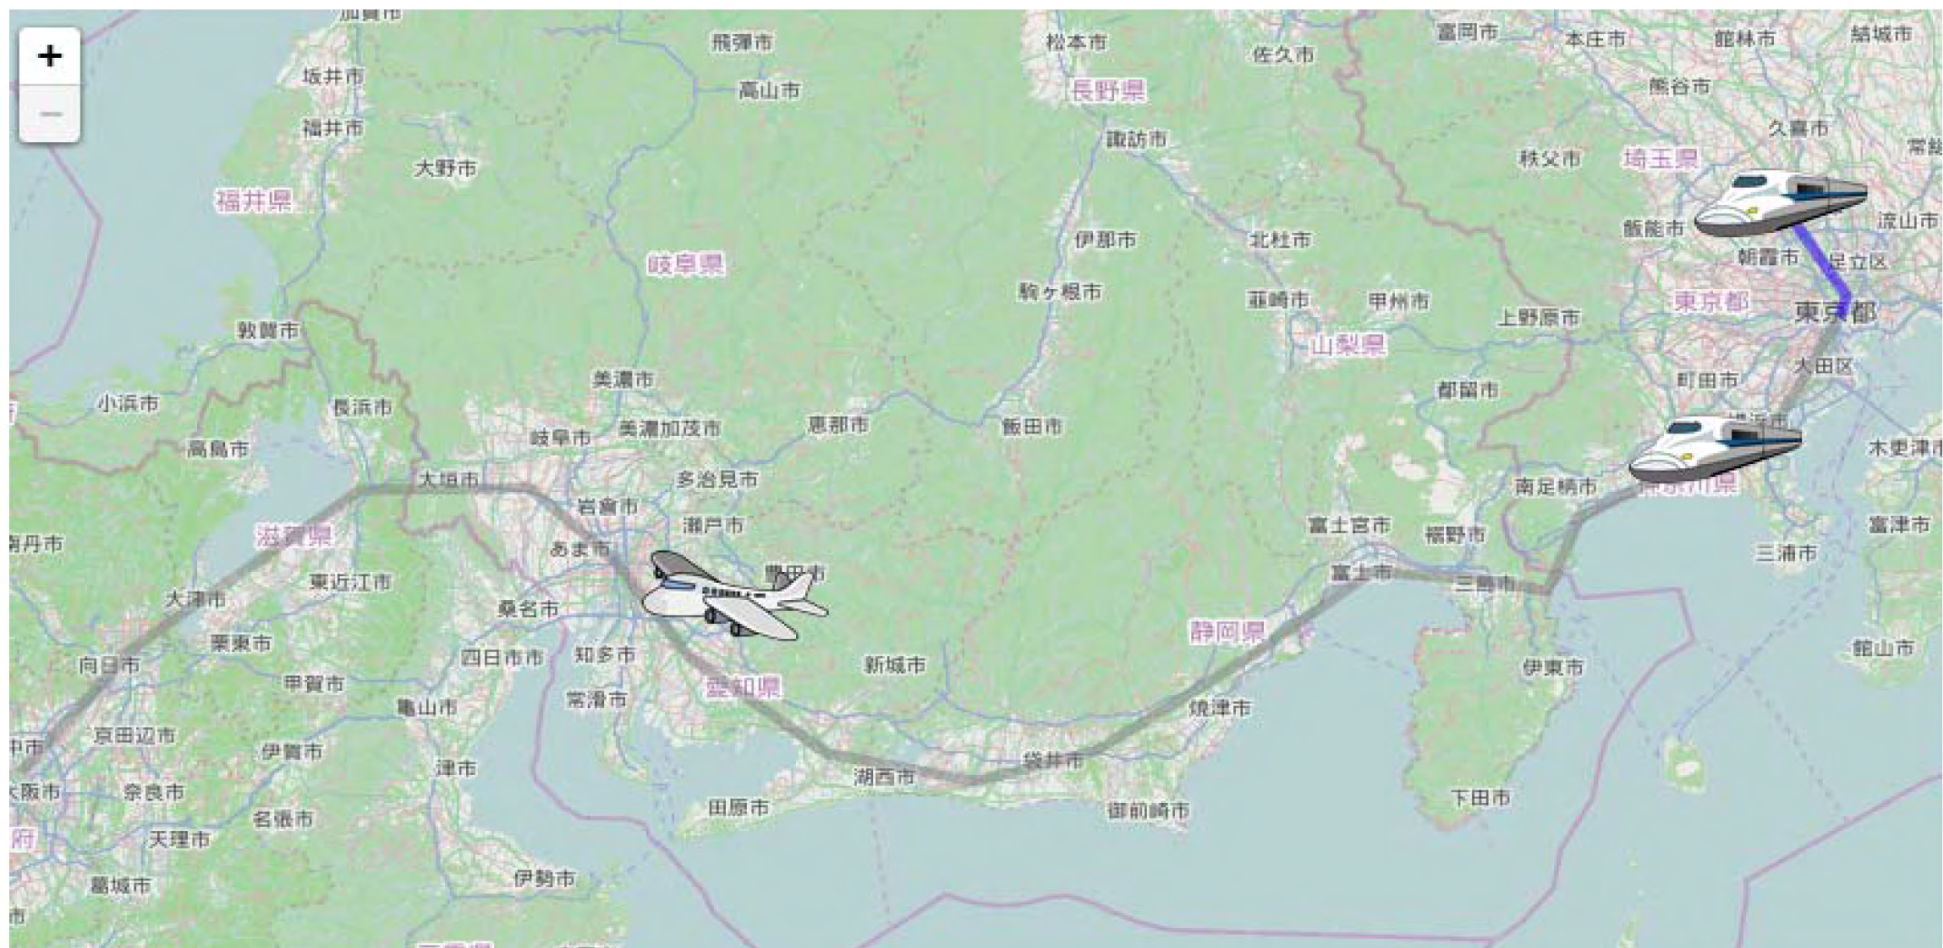 加賀市
飛彈市
松本市
佐久市
富岡市
本庄市
館林市
結城市
+
坂井市
高山市
長野県
熊谷市
−
福井市
諏訪市
久喜市
大野市
秩父市
埼玉県
福井県
飯能市
流山市
伊那市
北杜市
岐阜県
朝霞市
足立区
駒ヶ根市
韮崎市
甲州市
東京都
上野原市
東京都
敦賀市
山梨県
大田区
美濃市
町田市
都留市
小浜市
長浜市
横浜市
恵那市
飯田市
美濃加茂市
岐阜市
高島市
木更津市
大垣市
多治見市
南足柄市
神奈川県
岩倉市
瀬戸市
富士宮市
裾野市
富津市
滋賀県
南丹市
あま市
三浦市
豊田市
富士市
東近江市
三島市
大津市
桑名市
静岡県
栗東市
館山市
四日市市
知多市
向日市
新城市
伊東市
甲賀市
愛知県
常滑市
亀山市
焼津市
京田辺市
中市
伊賀市
袋井市
津市
湖西市
大阪市
奈良市
下田市
田原市
御前崎市
名張市
府
天理市
伊勢市
葛城市
市